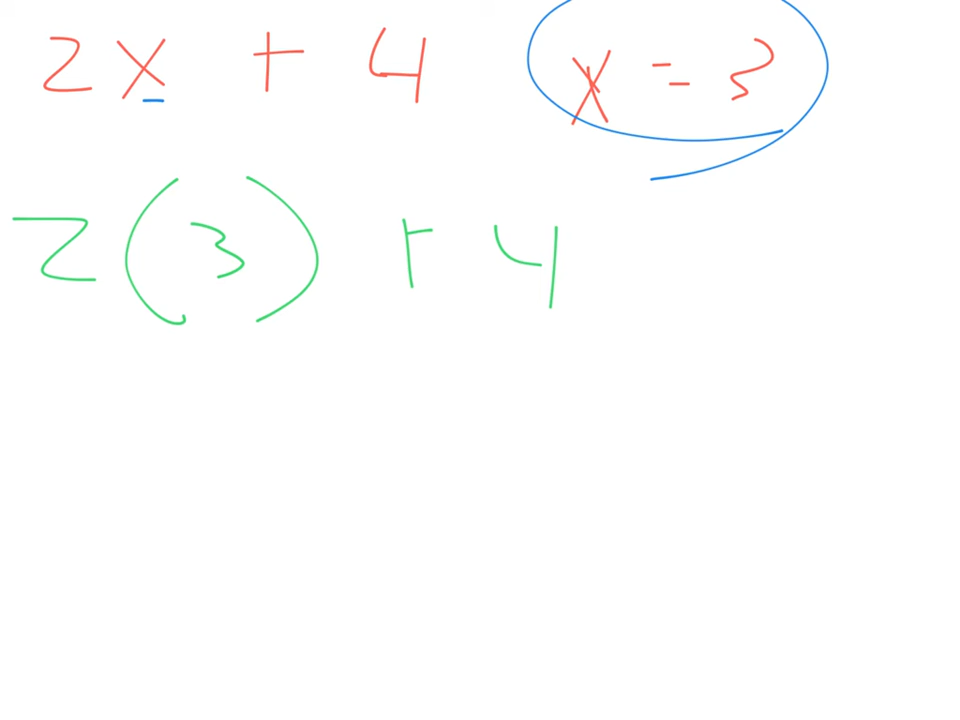 2x + 4 x = 3
2(3) + 4